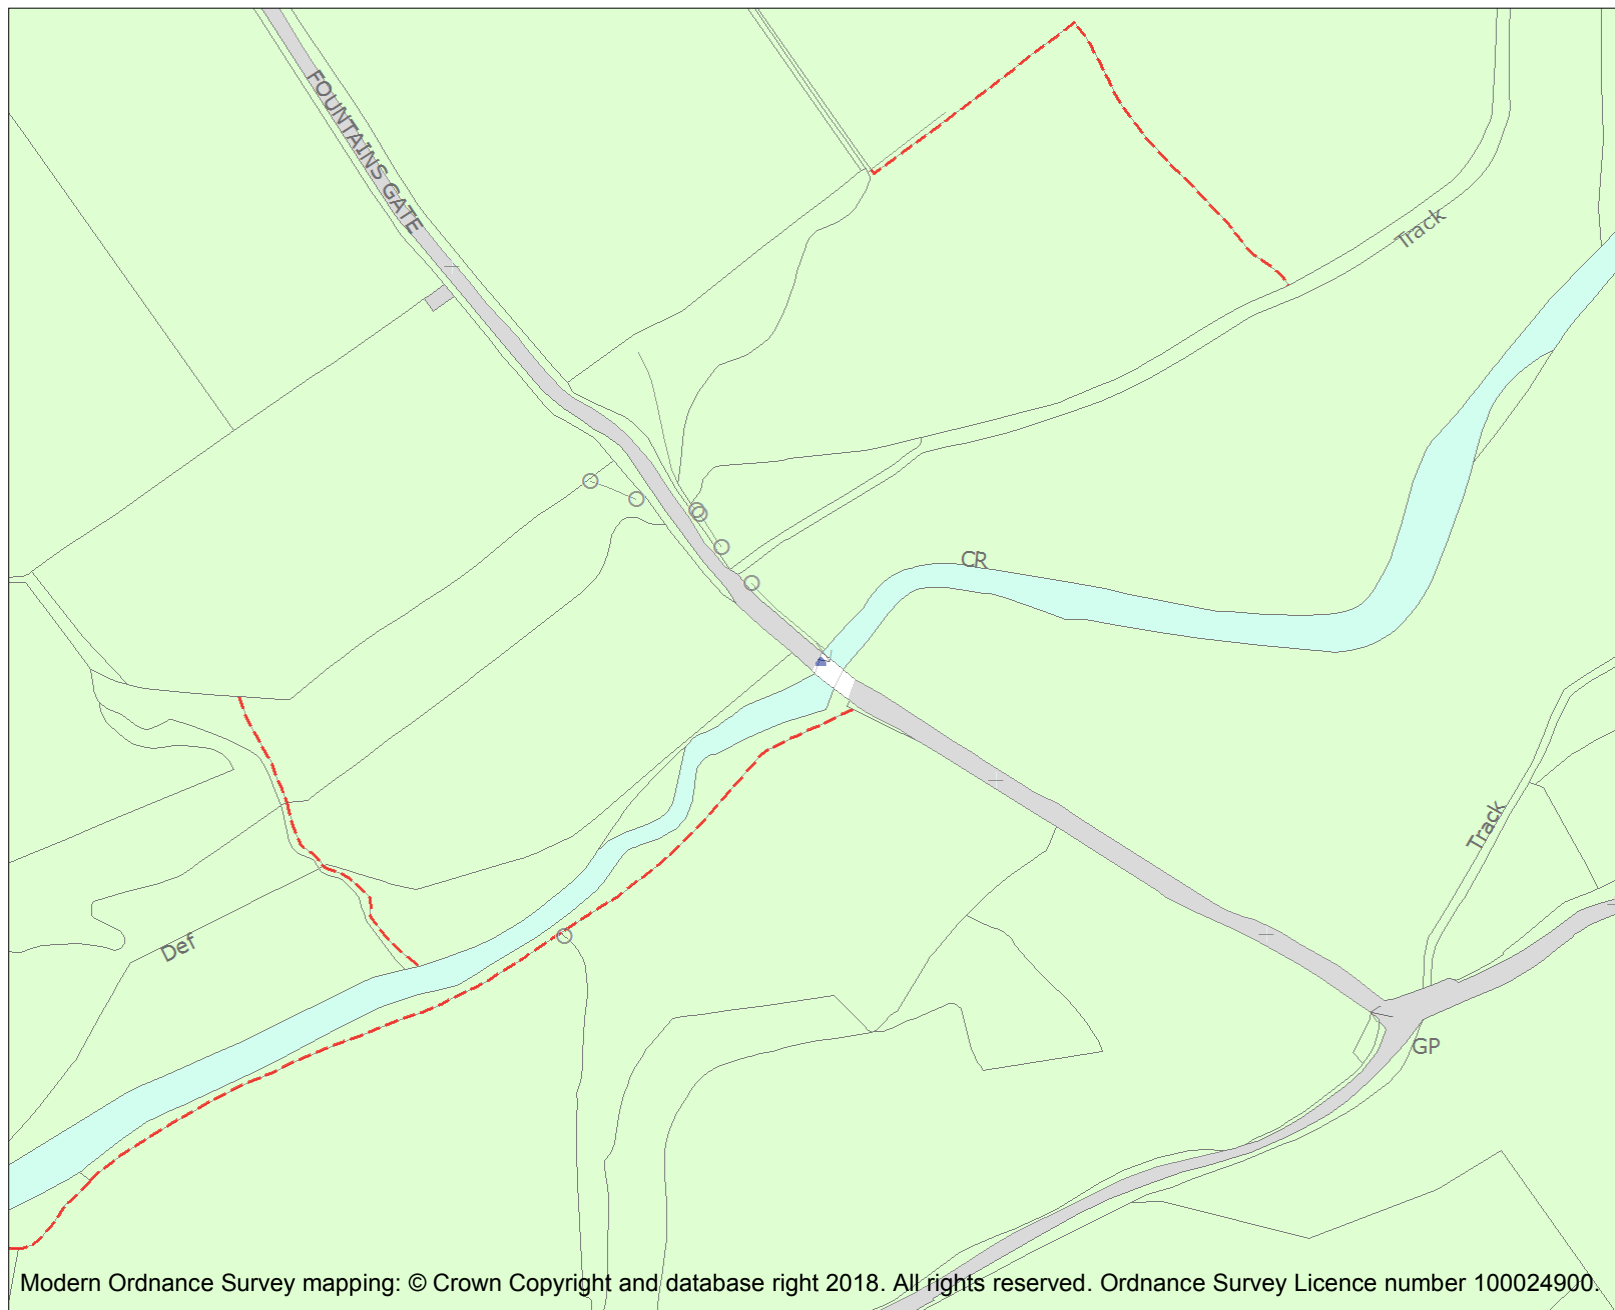 FOUNTAINS GATE
Track
CR
Track
Def
GP
Modern Ordnance Survey mapping: © Crown Copyright and database right 2018. All rights reserved. Ordnance Survey Licence number 100024900.